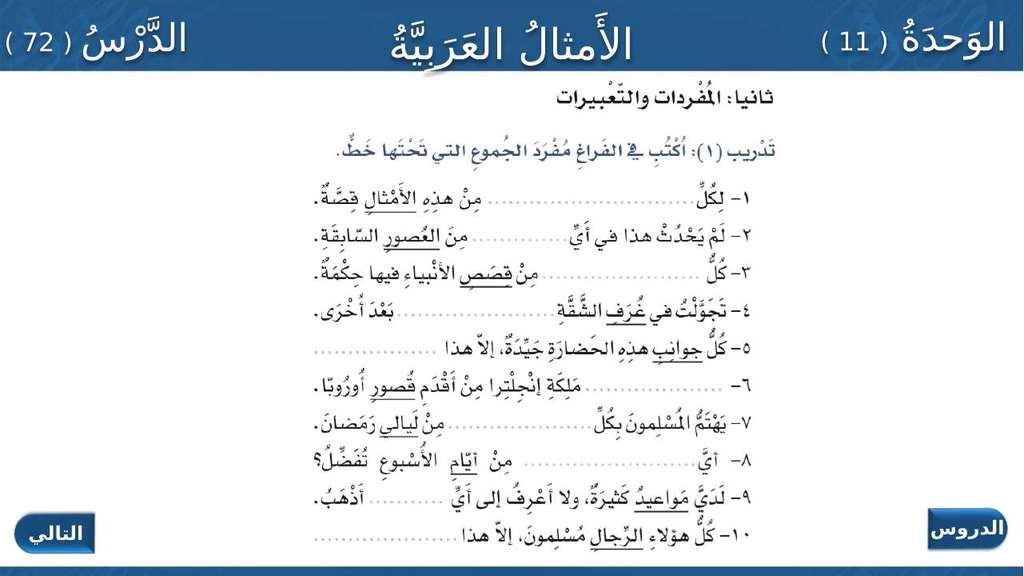 الوَحدَةُ ( 11 )
الأَمثالُ العَرَبِيَّةُ
الدَّرْسُ ( 72 )
ثانيا: المُفْردات والتّعْبيرات
تَدْريب (١): اُكْتُبِ في الفَراغِ مُفْرَدَ الجُموعِ التي تَحْتَها خَطٌّ.
١- لِكُلِّ .............................. مِنْ هذِهِ الأَمْثالِ قِصَّةٌ.
٢- لَمْ يَحْدُثْ هذا في أَيِّ .............. مِنَ العُصورِ السّابِقَةِ.
٣- كُلُّ ....................... مِنْ قِصَصِ الأنْبياءِ فيها حِكْمَةٌ.
٤- تَجَوَّلْتُ في غُرَفِ الشَّقَّةِ ....................... بَعْدَ أُخْرَى.
٥- كُلُّ جوانِبِ هذِهِ الحَضارَةِ جَيِّدَةٌ، إلاّ هذا ..................
٦- .................... مَلِكَةِ إنْجِلْتِرا مِنْ أَقْدَمِ قُصورِ أُورُوبّا.
٧- يَهْتَمُّ المُسْلِمونَ بِكُلِّ ..................... مِنْ لَيالي رَمَضانَ.
٨- أيَّ ......................... مِنْ أيّامِ الأُسْبوعِ تُفَضِّلُ؟
٩- لَدَيَّ مَواعيدُ كَثيرَةٌ، ولا أَعْرِفُ إلى أَيِّ ........... أَذْهَبُ.
١٠- كُلُّ هؤلاءِ الرِّجالِ مُسْلِمونَ، إلاّ هذا .....................
الدروس
التالي